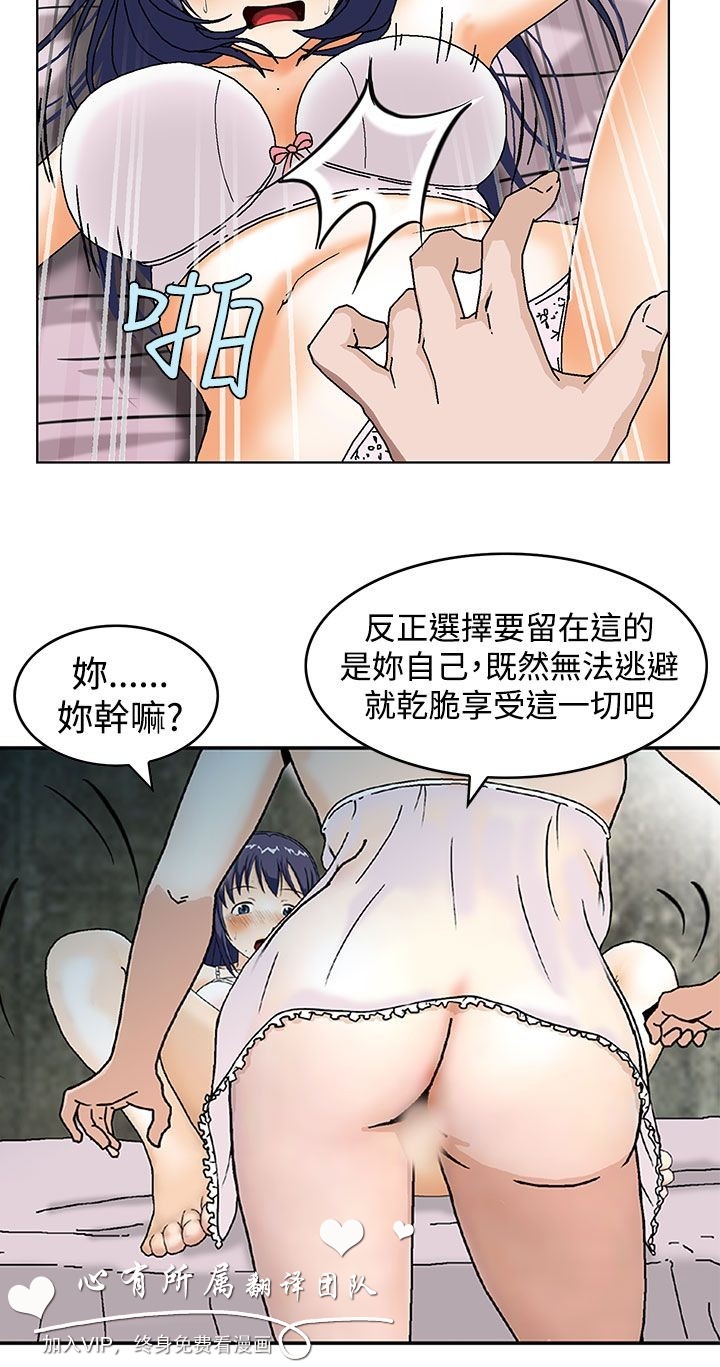 啪
妳……
妳幹嘛?
反正選擇要留在這的
是妳自己,既然無法逃避
就乾脆享受這一切吧
心有所属翻译团队
加入VIP，终身免费看漫画